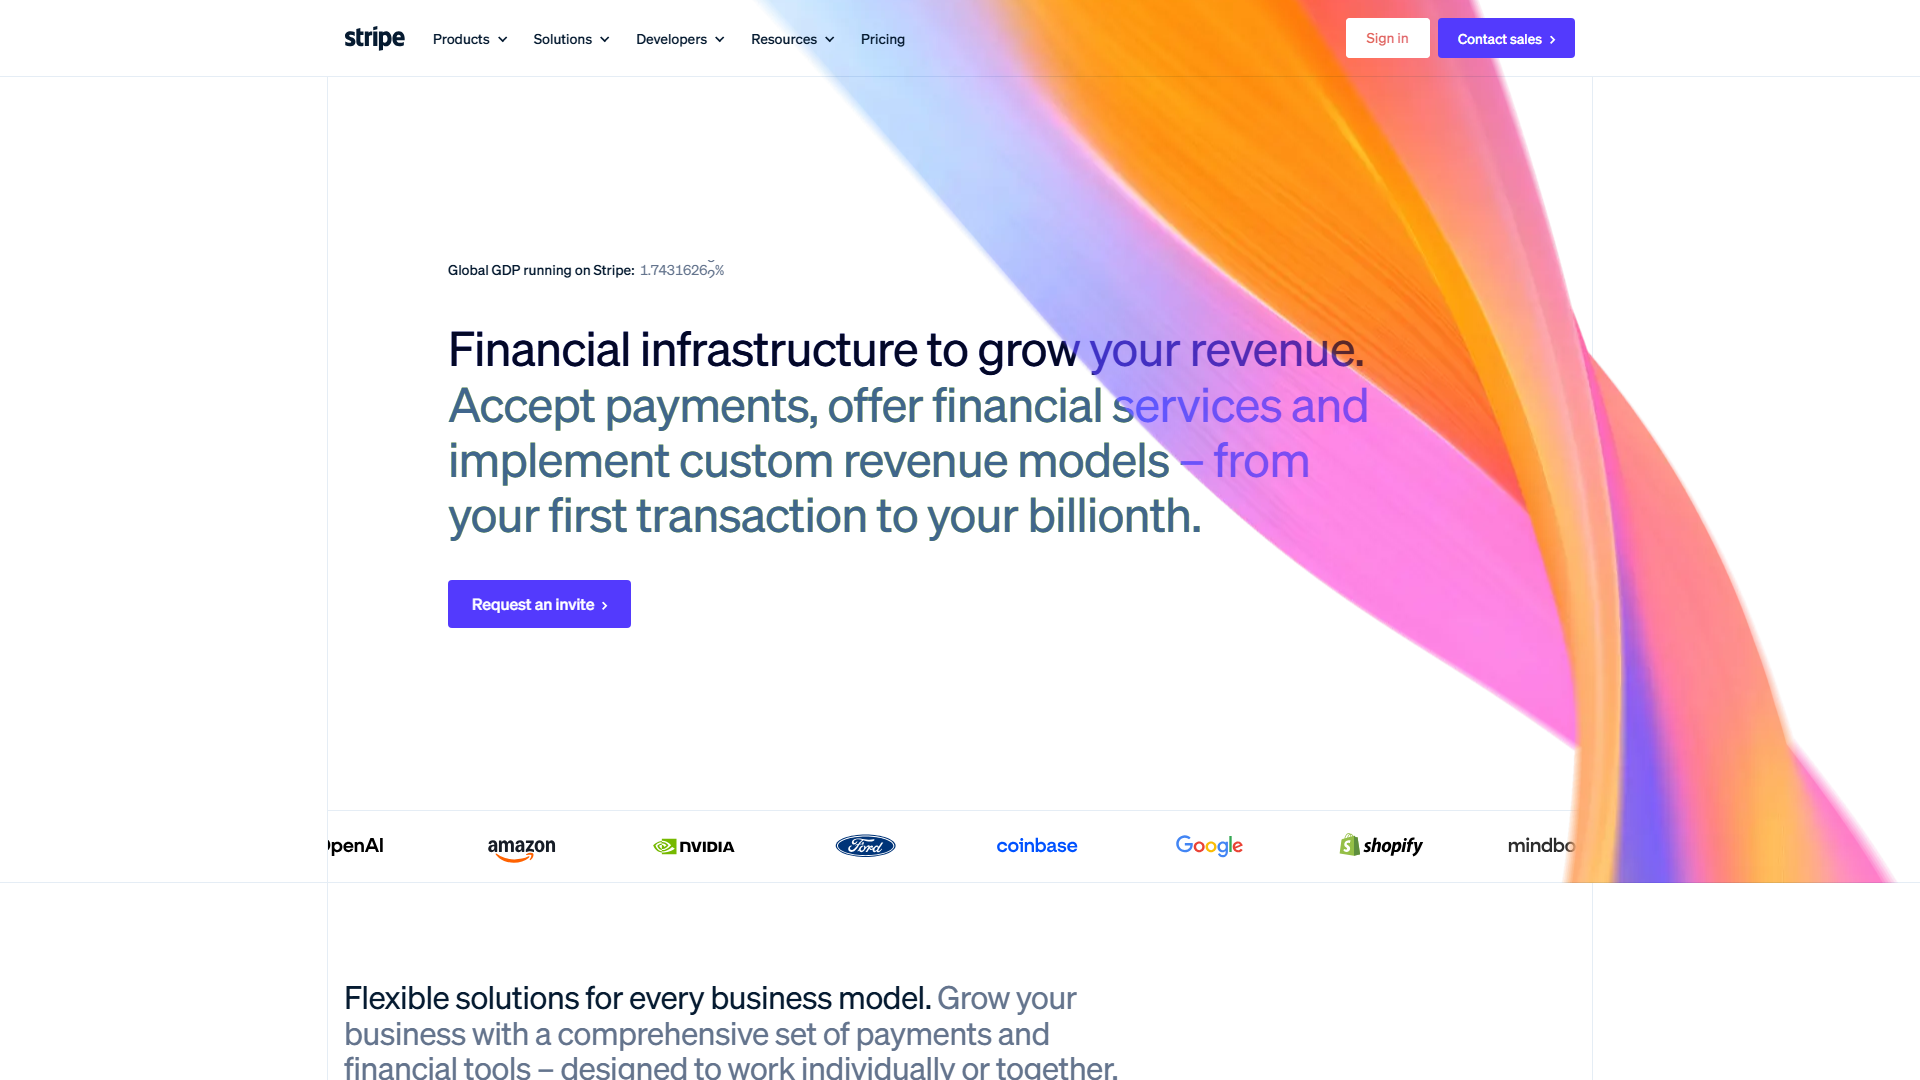 stripe
Products
Solutions
Developers
Resources
Pricing
Sign in
Contact sales
Global GDP running on Stripe:
Financial infrastructure to grow your revenue.
Accept payments, offer financial services and
implement custom revenue models – from
your first transaction to your billionth.
Request an invite
amazon
NVIDIA
Ford
coinbase
Google
shopify
Flexible solutions for every business model. Grow your
business with a comprehensive set of payments and
financial tools – designed to work individually or together.